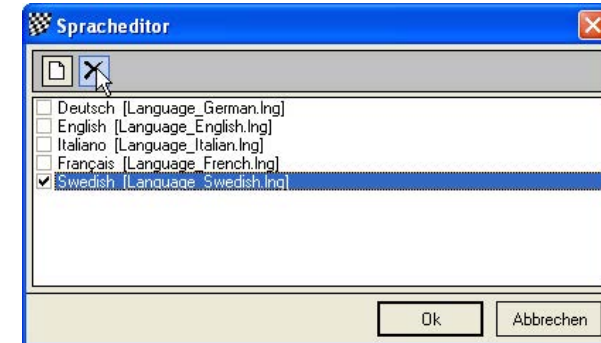 Spracheditor
Deutsch [Language_German.lng]
English [Language_English.lng]
Italiano [Language_Italian.lng]
Français [Language_French.lng]
Swedish [Language_Swedish.lng]
Ok
Abbrechen